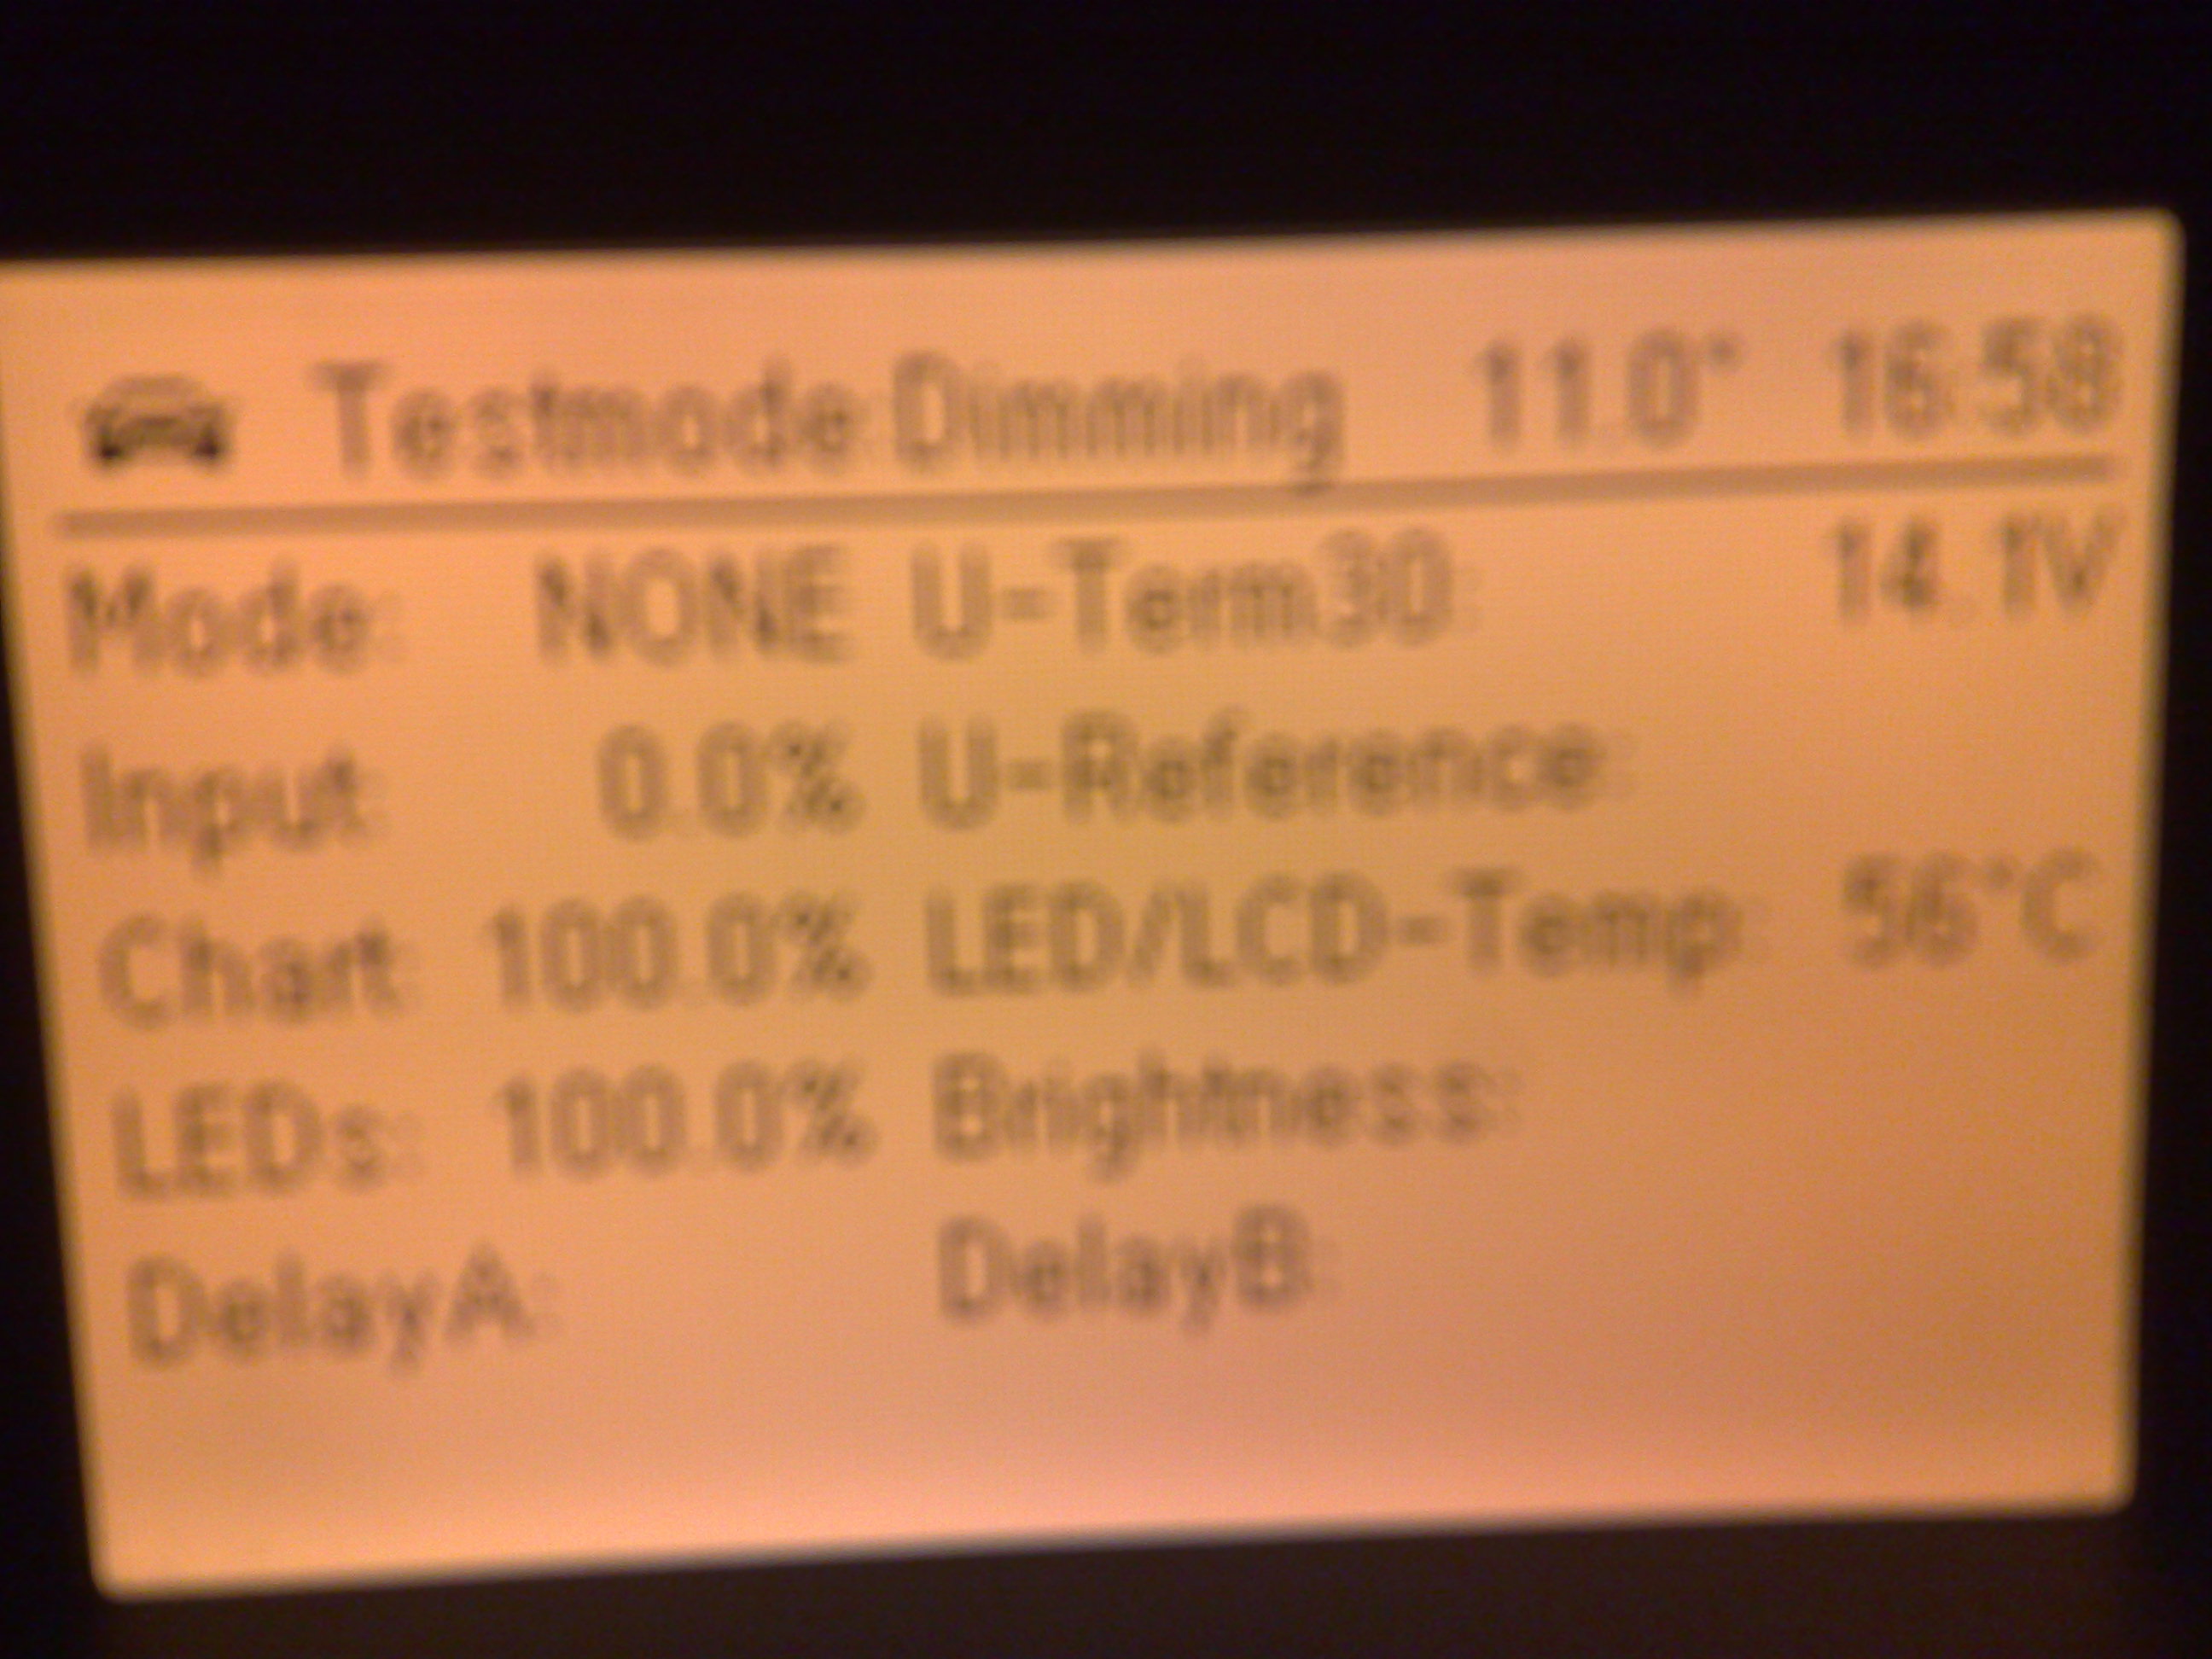 Testmode Dimming 11.0° 16:58
Mode: NONE U-Term30: 14.1V
Input: 0.0% U-Reference:
Chart: 100.0% LED/LCD-Temp: 56°C
LEDs: 100.0% Brightness:
DelayA: DelayB: